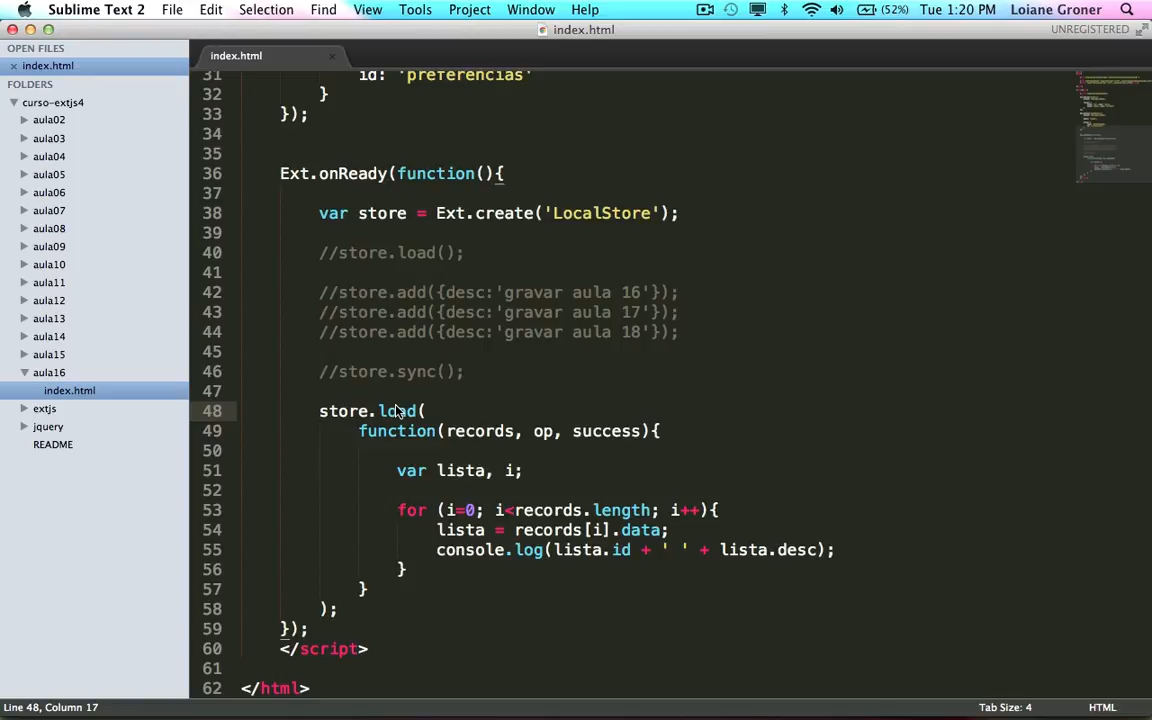 Sublime Text 2 File Edit Selection Find View Tools Project Window Help (52%) Tue 1:20 PM Loiane Groner
index.html UNREGISTERED
OPEN FILES
× index.html
FOLDERS
curso-extjs4
aula02
aula03
aula04
aula05
aula06
aula07
aula08
aula09
aula10
aula11
aula12
aula13
aula14
aula15
aula16
index.html
extjs
jquery
README
index.html ×
31 id: 'preferencias'
32 }
33 });
34
35
36 Ext.onReady(function(){
37
38 var store = Ext.create('LocalStore');
39
40 //store.load();
41
42 //store.add({desc:'gravar aula 16'});
43 //store.add({desc:'gravar aula 17'});
44 //store.add({desc:'gravar aula 18'});
45
46 //store.sync();
47
48 store.load(
49 function(records, op, success){
50
51 var lista, i;
52
53 for (i=0; i<records.length; i++){
54 lista = records[i].data;
55 console.log(lista.id + ' ' + lista.desc);
56 }
57 }
58 );
59 });
60 </script>
61
62 </html>
Line 48, Column 17 Tab Size: 4 HTML